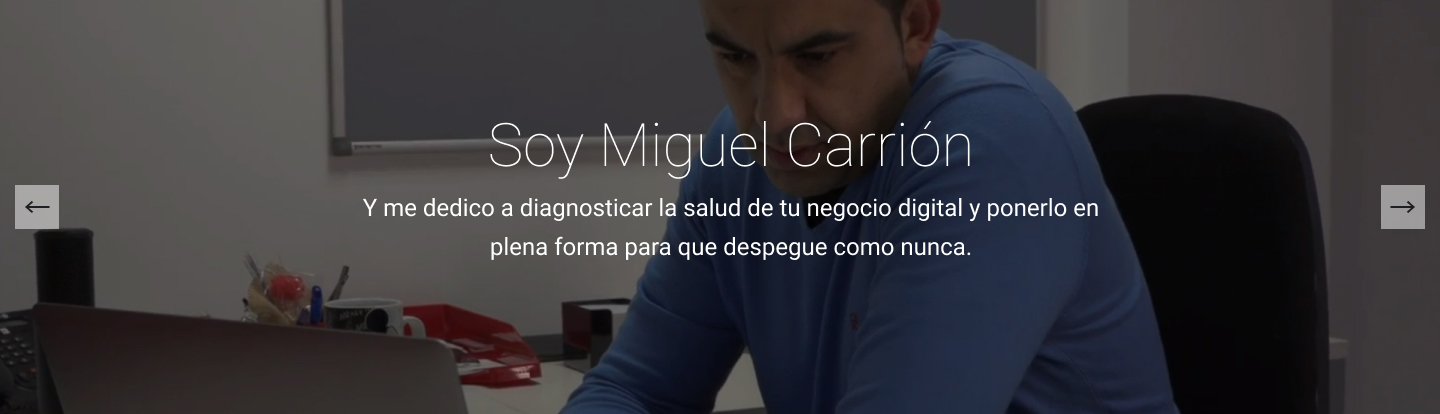 Soy Miguel Carrión
Y me dedico a diagnosticar la salud de tu negocio digital y ponerlo en
plena forma para que despegue como nunca.